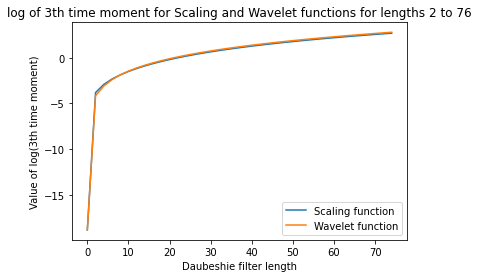 log of 3th time moment for Scaling and Wavelet functions for lengths 2 to 76
Value of log(3th time moment)
0
−5
−10
−15
Scaling function
Wavelet function
0 10 20 30 40 50 60 70
Daubeshie filter length